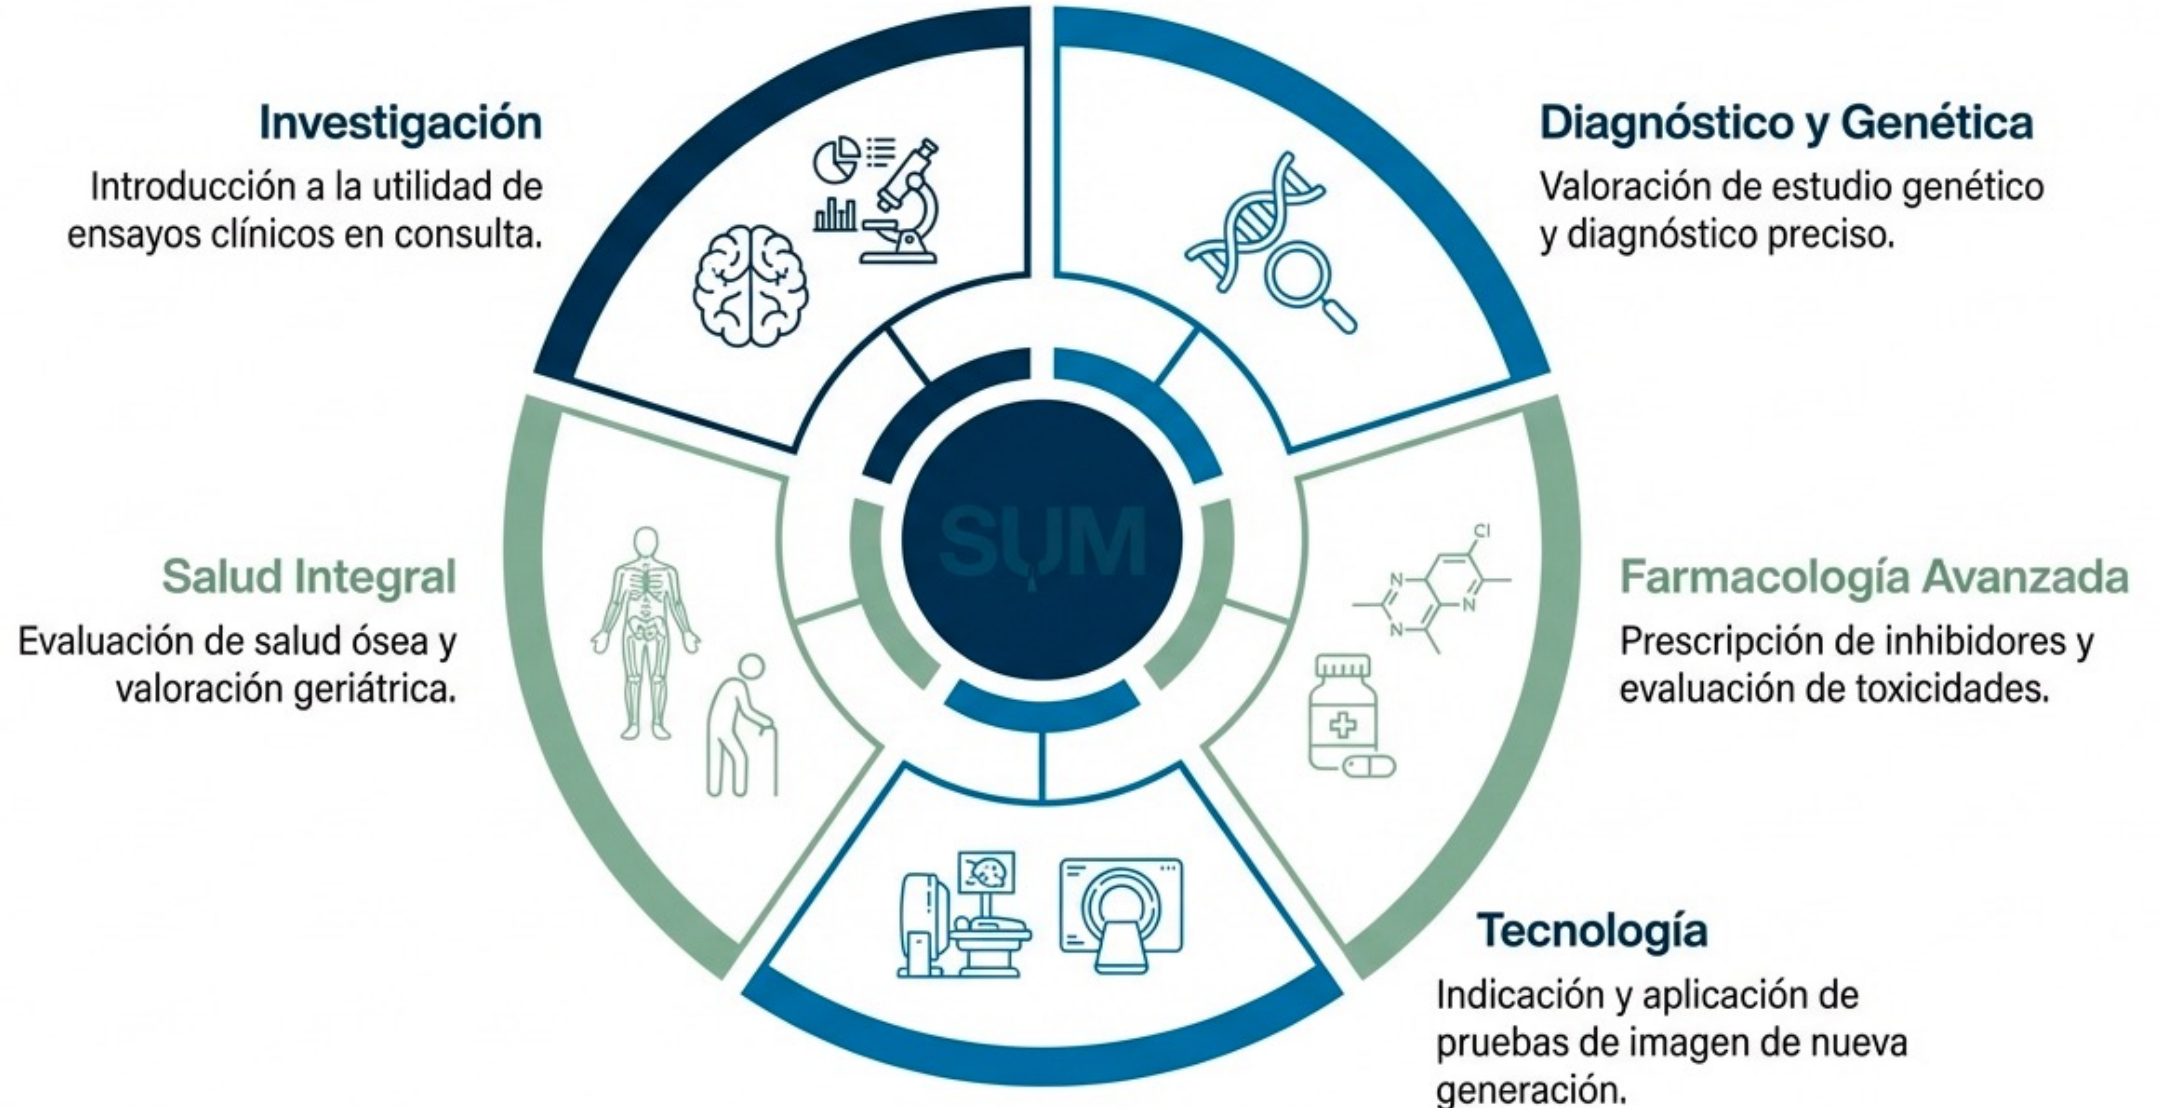 Investigación
Introducción a la utilidad de
ensayos clínicos en consulta.
Diagnóstico y Genética
Valoración de estudio genético
y diagnóstico preciso.
Salud Integral
Evaluación de salud ósea y
valoración geriátrica.
SUM
Cl
N
N
N
Farmacología Avanzada
Prescripción de inhibidores y
evaluación de toxicidades.
Tecnología
Indicación y aplicación de
pruebas de imagen de nueva
generación.